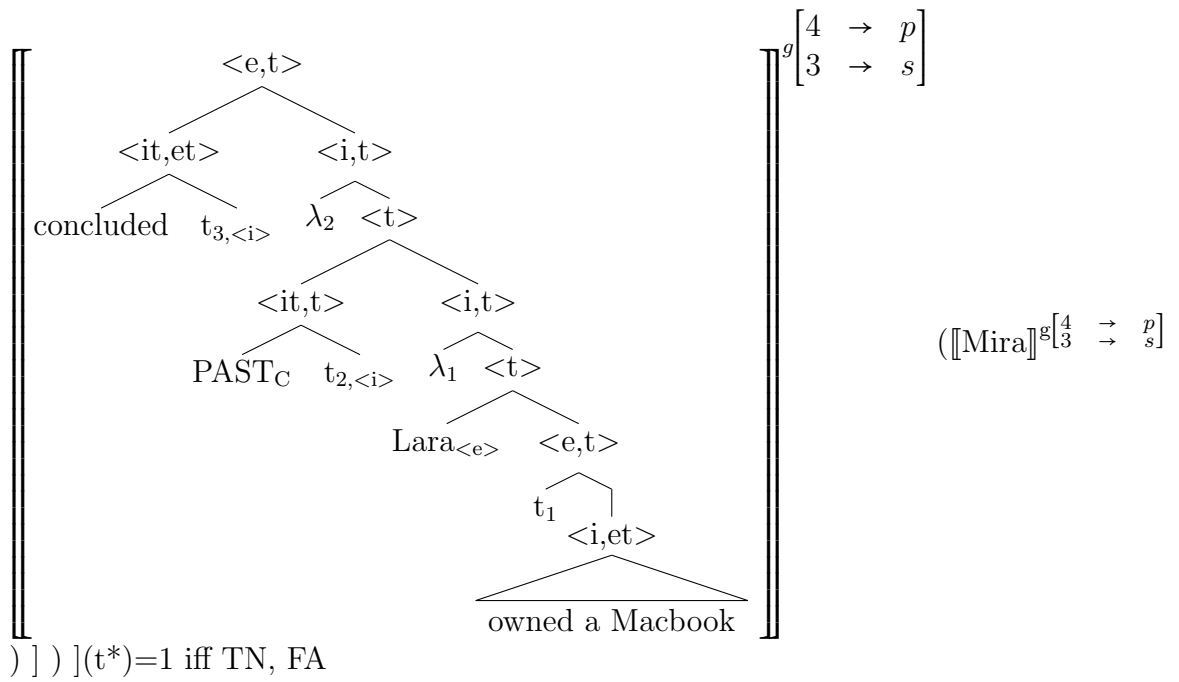 g[4 → p
3 → s]
<e,t>
<it,et> <i,t>
concluded t3,<i> λ2 <t>
<it,t> <i,t>
([[Mira]]g[4 → p
3 → s]
PASTC t2,<i> λ1 <t>
Lara<e> <e,t>
t1
<i,et>
owned a Macbook
) ] ) ](t*)=1 iff TN, FA